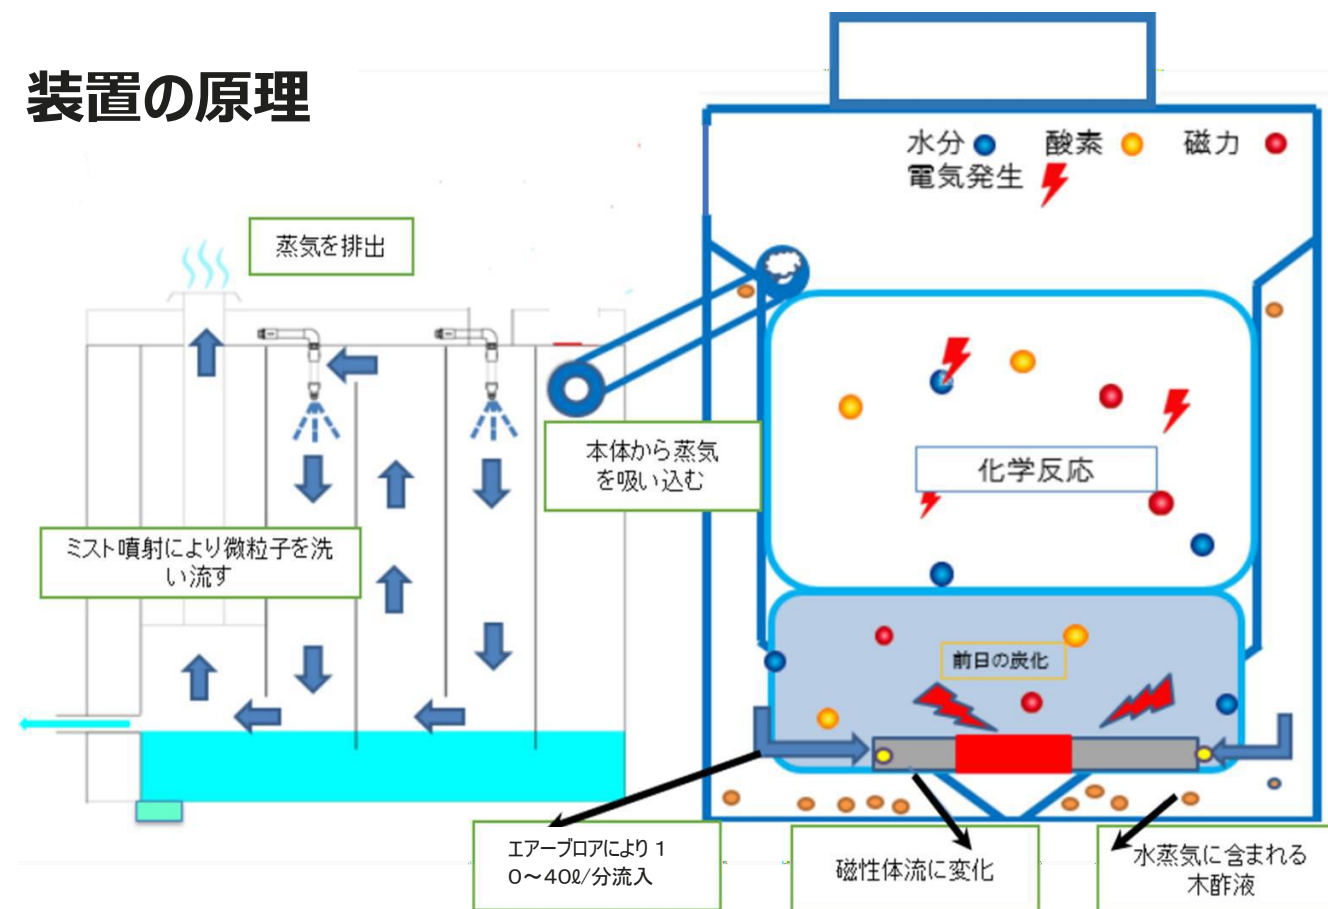 装置の原理
水分
酸素
磁力
電気発生
蒸気を排出
本体から蒸気
を吸い込む
化学反応
ミスト噴射により微粒子を洗
い流す
前日の炭化
エアーブロアにより1
0～40ℓ/分流入
磁性体流に変化
水蒸気に含まれる
木酢液